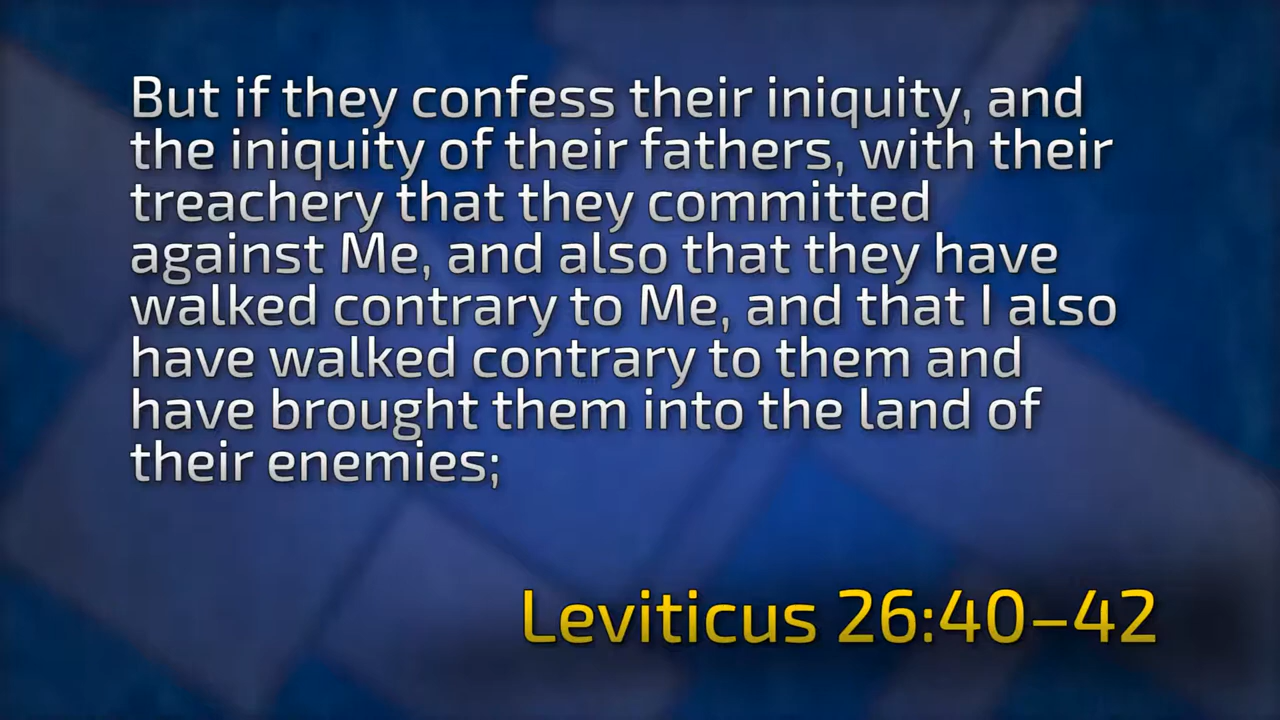 But if they confess their iniquity, and
the iniquity of their fathers, with their
treachery that they committed
against Me, and also that they have
walked contrary to Me, and that I also
have walked contrary to them and
have brought them into the land of
their enemies;
Leviticus 26:40–42